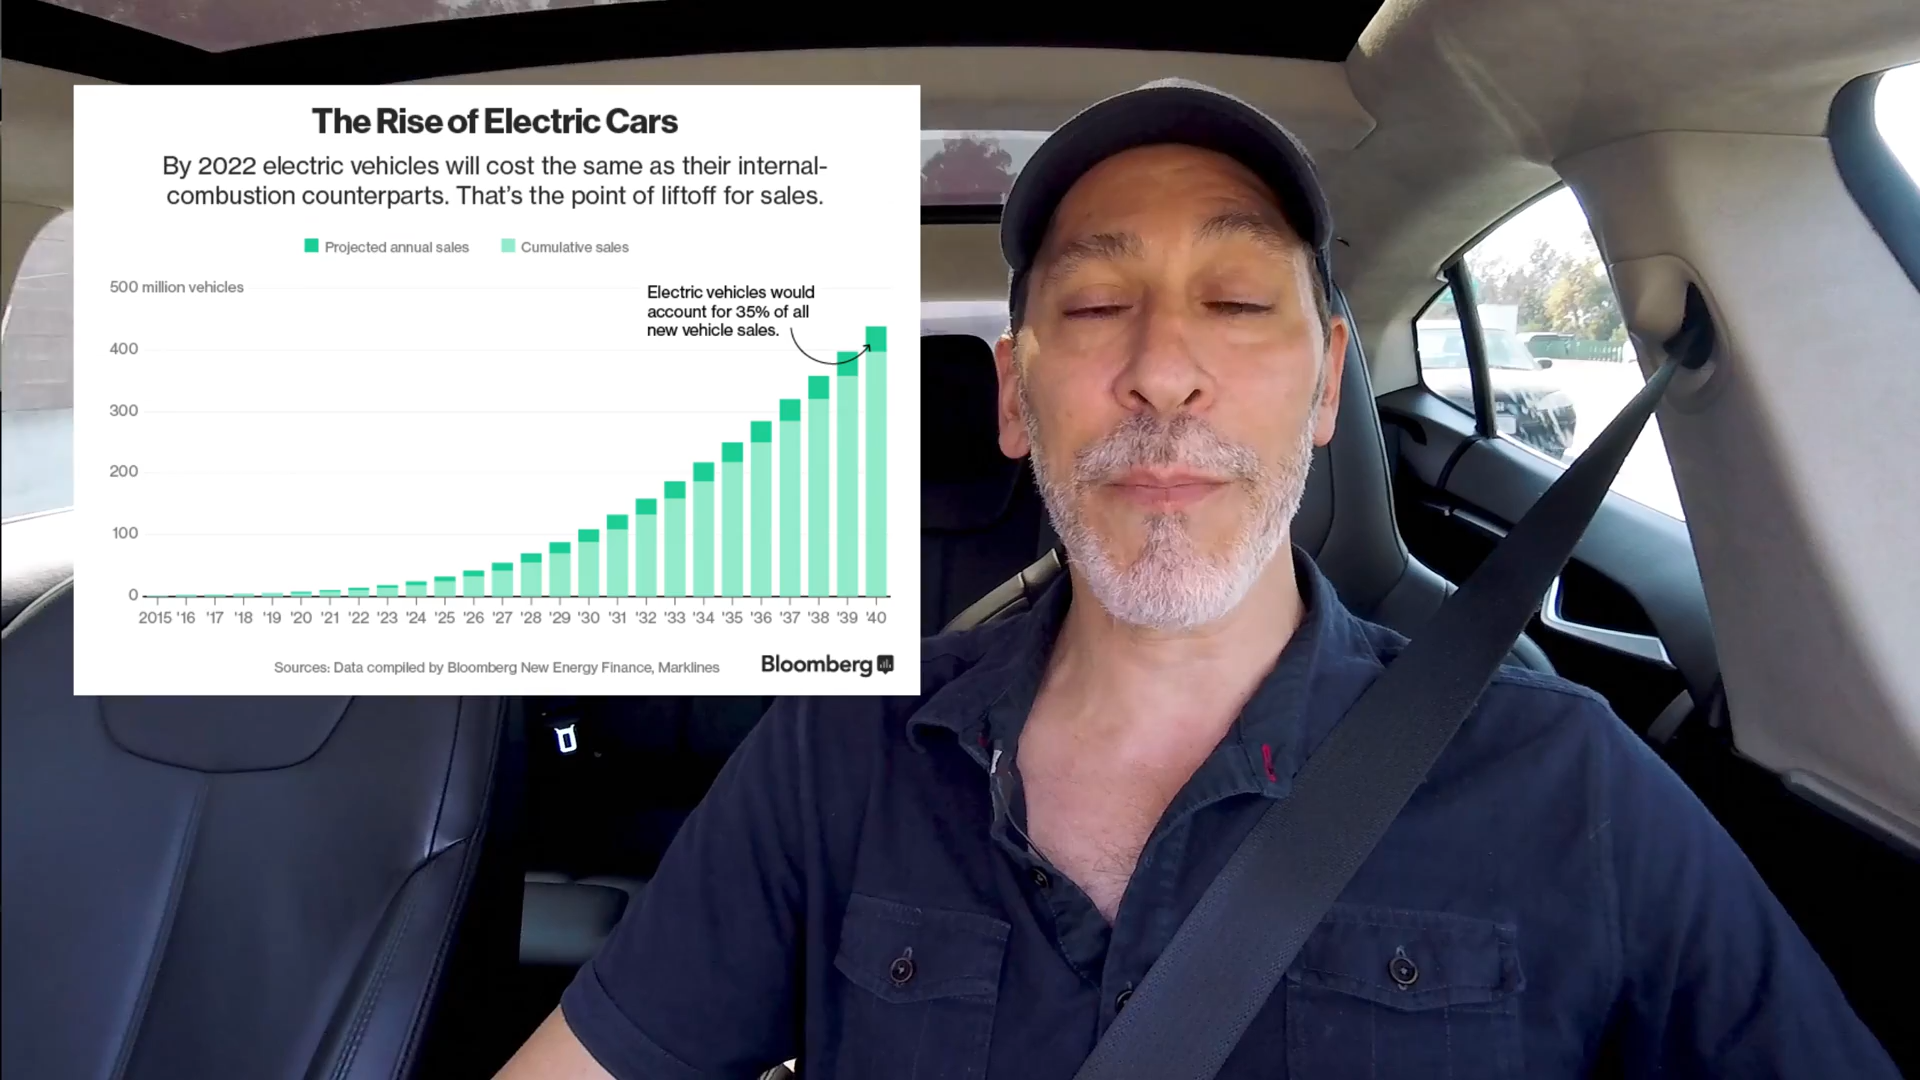 The Rise of Electric Cars
By 2022 electric vehicles will cost the same as their internal-
combustion counterparts. That's the point of liftoff for sales.
Projected annual sales
Cumulative sales
500 million vehicles
Electric vehicles would
account for 35% of all
new vehicle sales.
400
300
200
100
0
2015 '16 '17 '18 '19 '20 '21 '22 '23 '24 '25 '26 '27 '28 '29 '30 '31 '32 '33 '34 '35 '36 '37 '38 '39 '40
Sources: Data compiled by Bloomberg New Energy Finance, Marklines
Bloomberg